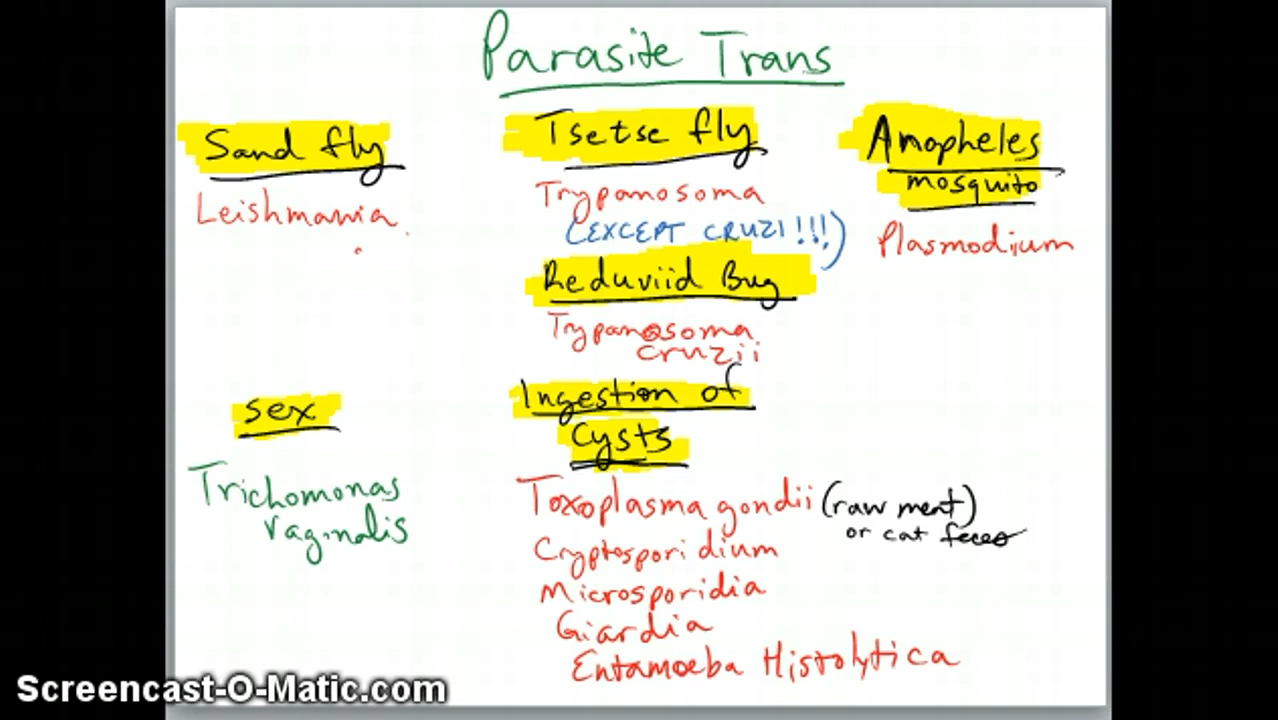 Parasite Trans
Sand fly
Leishmania
Tsetse fly
Trypanosoma
(EXCEPT CRUZI!!!)
Anopheles
mosquito
Plasmodium
Reduviid Bug
Trypanosoma
cruzii
sex
Trichomonas
vaginalis
Ingestion of
Cysts
Toxoplasma gondii (raw meat)
or cat feces
Cryptosporidium
Microsporidia
Giardia
Entamoeba Histolytica
Screencast-O-Matic.com